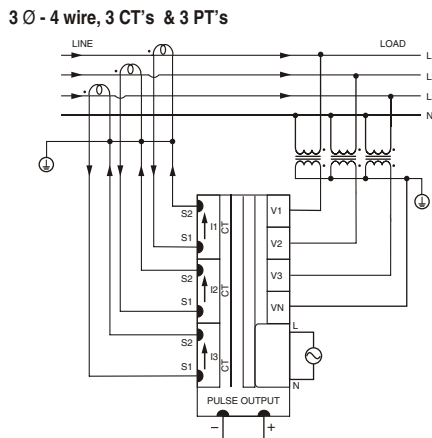 3 Ø - 4 wire, 3 CT's & 3 PT's
LINE
LOAD
L
L
L
N
S2
I1
CT
S1
S2
I2
CT
S1
S2
I3
CT
S1
V1
V2
V3
VN
L
N
PULSE OUTPUT
– +